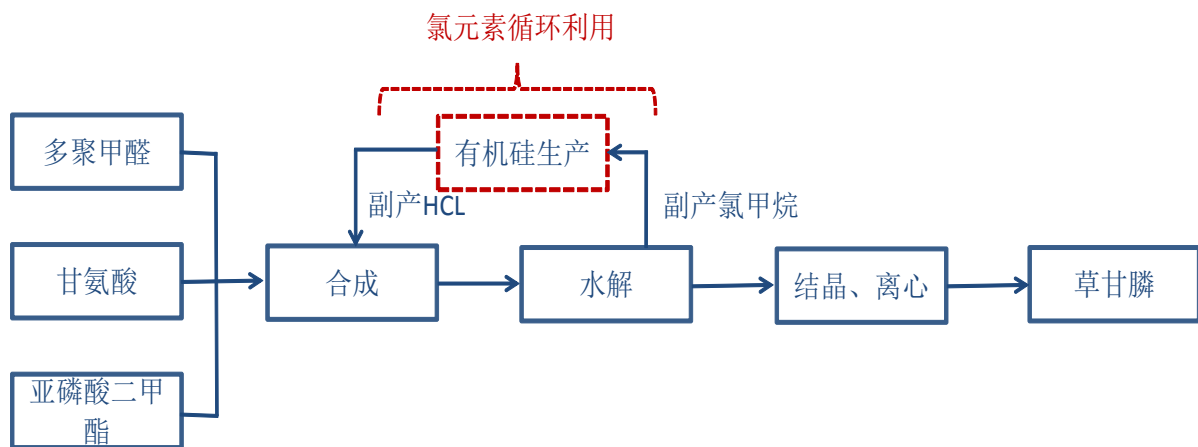 氯元素循环利用
多聚甲醛
有机硅生产
副产HCL
副产氯甲烷
甘氨酸
合成
水解
结晶、离心
草甘膦
亚磷酸二甲
酯